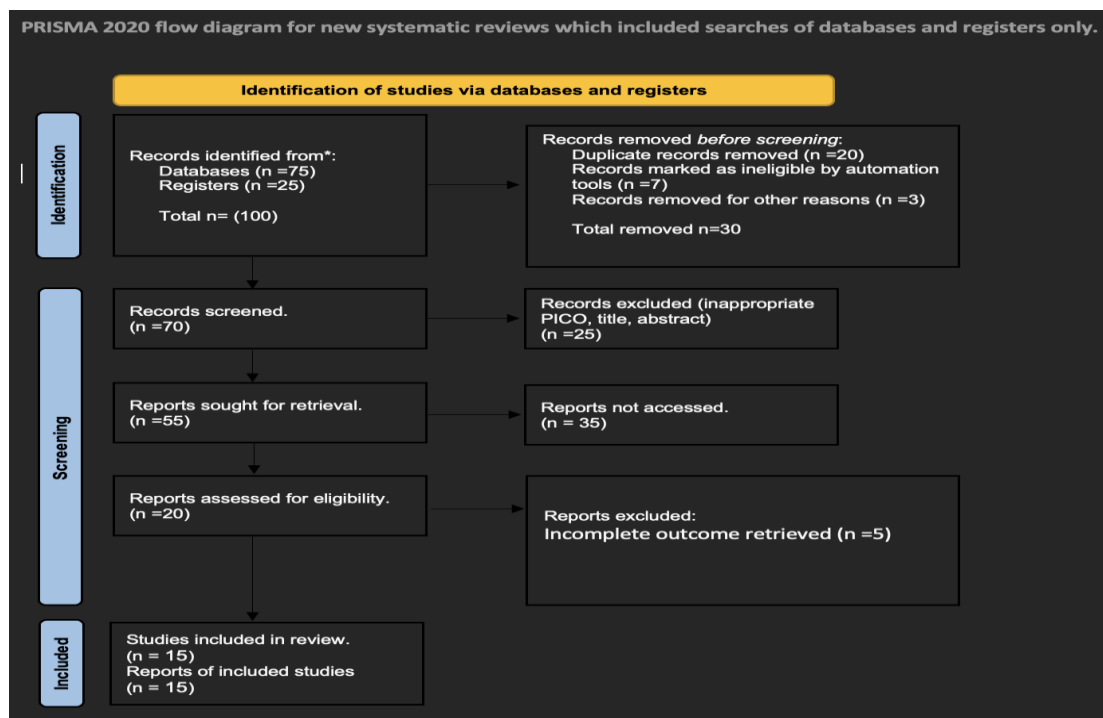 PRISMA 2020 flow diagram for new systematic reviews which included searches of databases and registers only.
Identification of studies via databases and registers
Identification
Records identified from*:
Databases (n =75)
Registers (n =25)
Total n= (100)
Records removed before screening:
Duplicate records removed (n =20)
Records marked as ineligible by automation
tools (n =7)
Records removed for other reasons (n =3)
Total removed n=30
Screening
Records screened.
(n =70)
Records excluded (inappropriate
PICO, title, abstract)
(n =25)
Reports sought for retrieval.
(n =55)
Reports not accessed.
(n = 35)
Reports assessed for eligibility.
(n =20)
Reports excluded:
Incomplete outcome retrieved (n =5)
Included
Studies included in review.
(n = 15)
Reports of included studies
(n = 15)